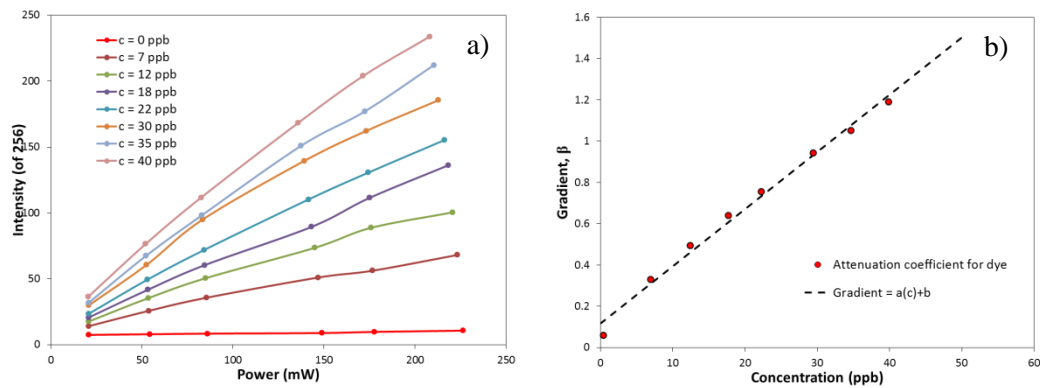 a)
250
200
150
100
50
0
Intensity (of 256)
c = 0 ppb
c = 7 ppb
c = 12 ppb
c = 18 ppb
c = 22 ppb
c = 30 ppb
c = 35 ppb
c = 40 ppb
0 50 100 150 200 250
Power (mW)
b)
1.6
1.4
1.2
1
0.8
0.6
0.4
0.2
0
Gradient, β
Attenuation coefficient for dye
Gradient = a(c)+b
0 10 20 30 40 50 60
Concentration (ppb)